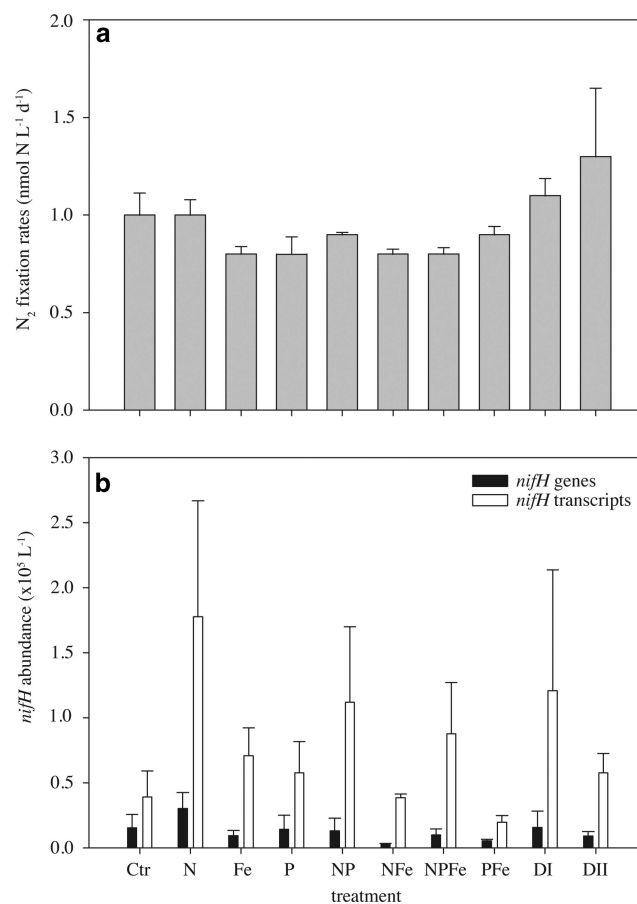 a
2.0
1.5
1.0
0.5
0.0
N₂ fixation rates (nmol N L⁻¹ d⁻¹)
b
nifH genes
nifH transcripts
3.0
2.5
2.0
1.5
1.0
0.5
0.0
nifH abundance (x10⁵ L⁻¹)
Ctr N Fe P NP NFe NPFe PFe DI DII
treatment